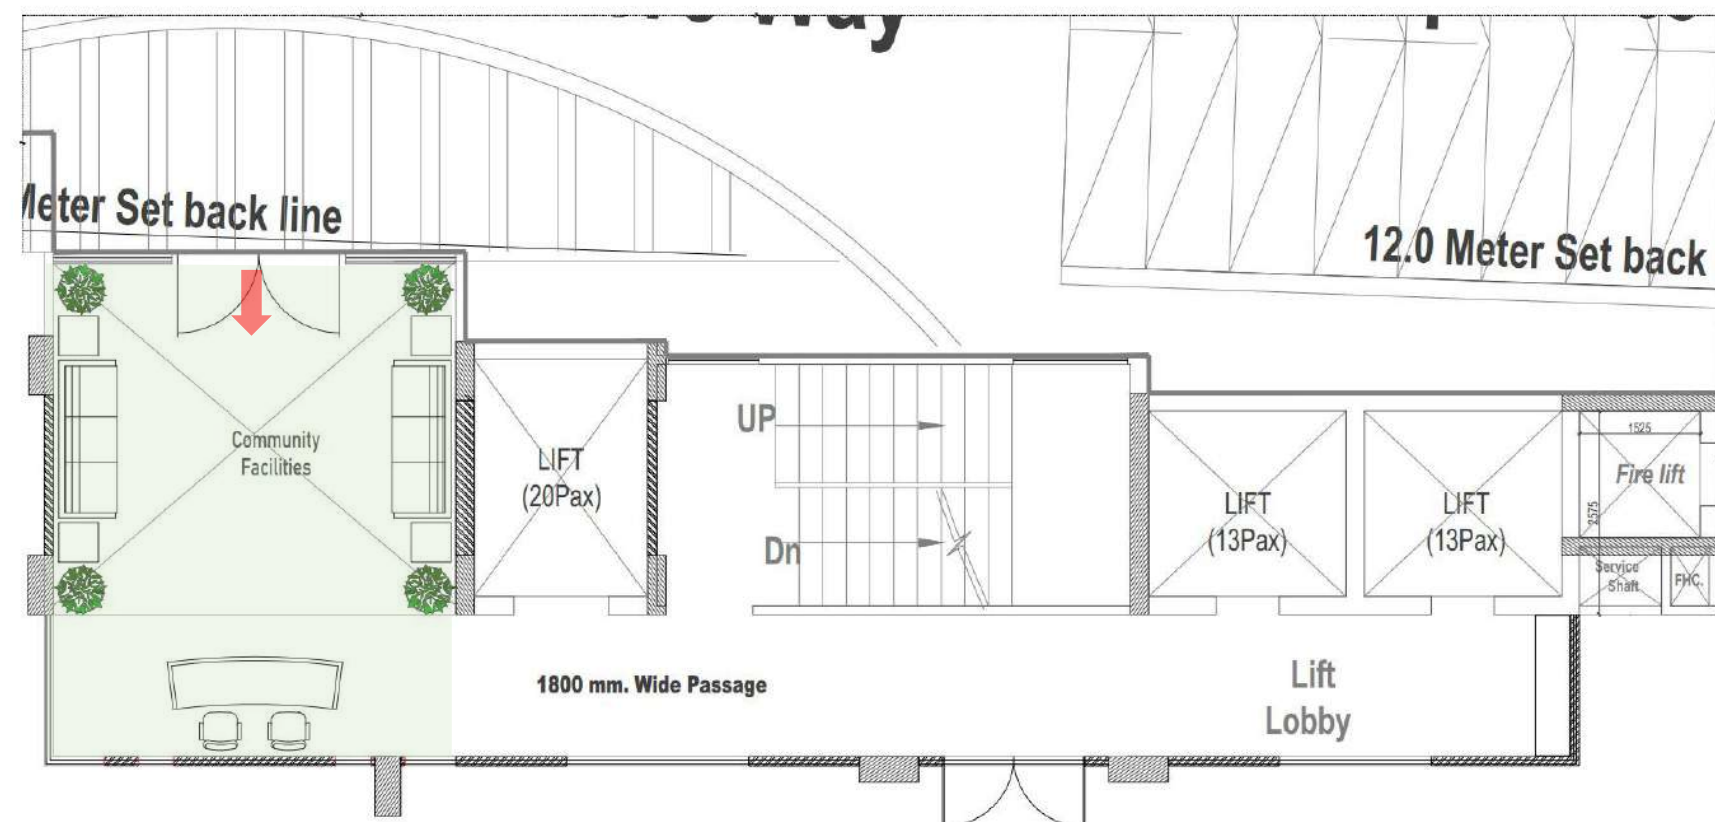 Way
Meter Set back line
12.0 Meter Set back
Community
Facilities
LIFT
(20Pax)
UP
Dn
LIFT
(13Pax)
LIFT
(13Pax)
1525
Fire lift
2575
Service
Shaft
FHC.
1800 mm. Wide Passage
Lift
Lobby